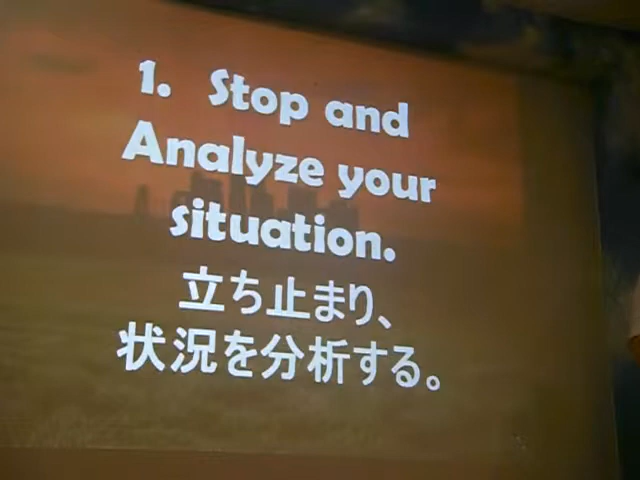 1. Stop and
Analyze your
situation.
立ち止まり、
状況を分析する。